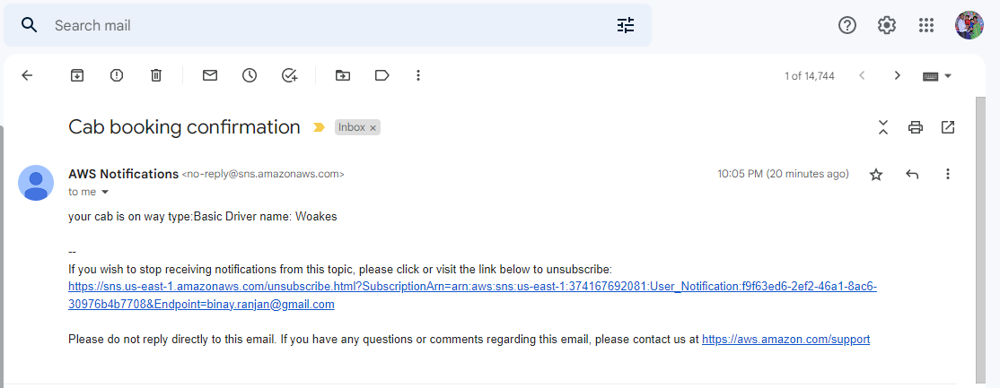 Search mail
1 of 14,744
Cab booking confirmation
Inbox ×
AWS Notifications <no-reply@sns.amazonaws.com>
10:05 PM (20 minutes ago)
to me
your cab is on way type:Basic Driver name: Woakes
--
If you wish to stop receiving notifications from this topic, please click or visit the link below to unsubscribe:
https://sns.us-east-1.amazonaws.com/unsubscribe.html?SubscriptionArn=arn:aws:sns:us-east-1:374167692081:User_Notification:f9f63ed6-2ef2-46a1-8ac6-
30976b4b7708&Endpoint=binay.ranjan@gmail.com
Please do not reply directly to this email. If you have any questions or comments regarding this email, please contact us at https://aws.amazon.com/support